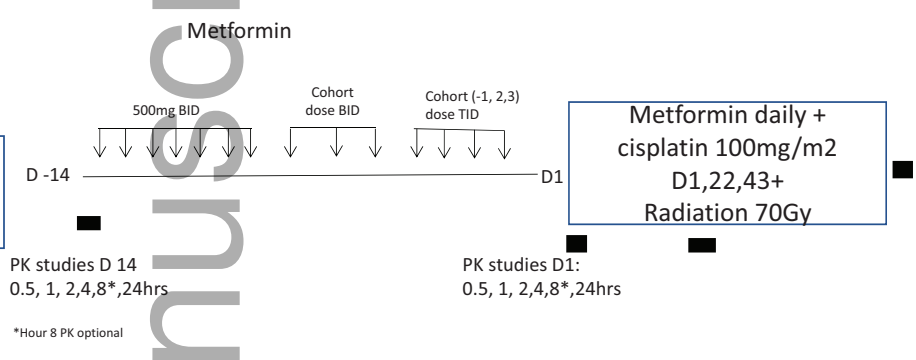 Metformin
500mg BID
Cohort
dose BID
Cohort (-1, 2,3)
dose TID
D -14
D1
Metformin daily +
cisplatin 100mg/m2
D1,22,43+
Radiation 70Gy
PK studies D 14
0.5, 1, 2,4,8*,24hrs
PK studies D1:
0.5, 1, 2,4,8*,24hrs
*Hour 8 PK optional